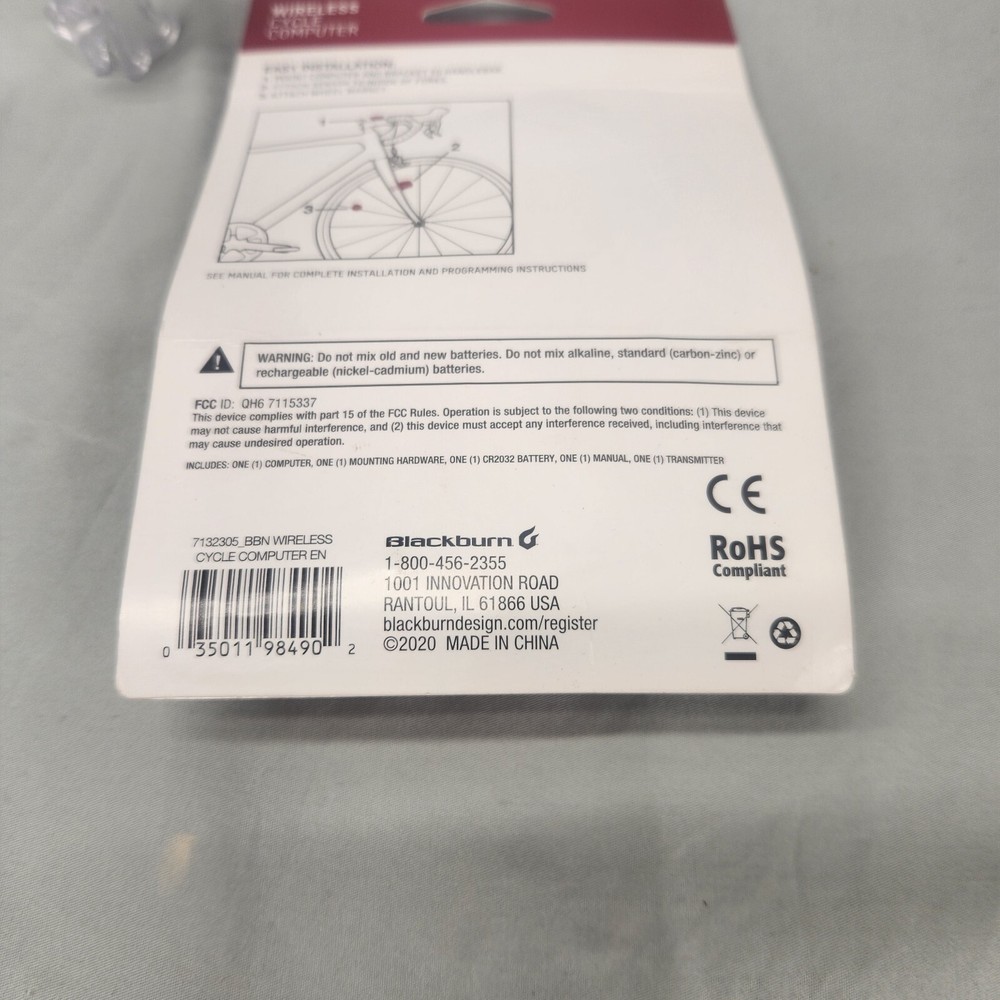 WIRELESS
CYCLE
COMPUTER
EASY INSTALLATION
1
2
3
SEE MANUAL FOR COMPLETE INSTALLATION AND PROGRAMMING INSTRUCTIONS
WARNING: Do not mix old and new batteries. Do not mix alkaline, standard (carbon-zinc) or
rechargeable (nickel-cadmium) batteries.
FCC ID: QH6 7115337
This device complies with part 15 of the FCC Rules. Operation is subject to the following two conditions: (1) This device
may not cause harmful interference, and (2) this device must accept any interference received, including interference that
may cause undesired operation.
INCLUDES: ONE (1) COMPUTER, ONE (1) MOUNTING HARDWARE, ONE (1) CR2032 BATTERY, ONE (1) MANUAL, ONE (1) TRANSMITTER
CE
7132305_BBN WIRELESS
CYCLE COMPUTER EN
0 35011 98490 2
Blackburn
1-800-456-2355
1001 INNOVATION ROAD
RANTOUL, IL 61866 USA
blackburndesign.com/register
©2020 MADE IN CHINA
RoHS
Compliant